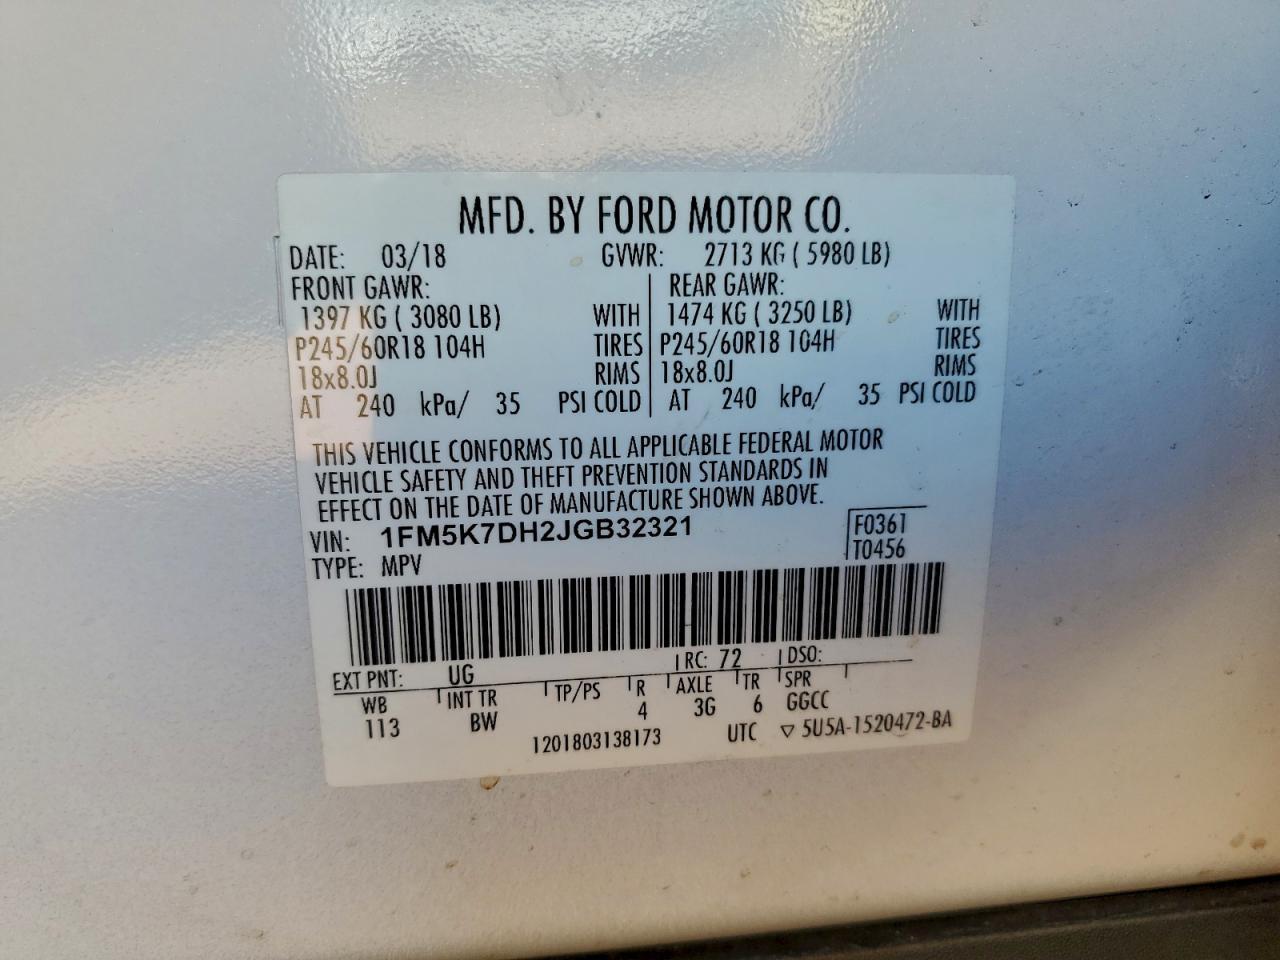 MFD. BY FORD MOTOR CO.
DATE: 03/18 GVWR: 2713 KG ( 5980 LB)
FRONT GAWR: REAR GAWR:
1397 KG ( 3080 LB) WITH 1474 KG ( 3250 LB) WITH
P245/60R18 104H TIRES P245/60R18 104H TIRES
18x8.0J RIMS 18x8.0J RIMS
AT 240 kPa/ 35 PSI COLD AT 240 kPa/ 35 PSI COLD
THIS VEHICLE CONFORMS TO ALL APPLICABLE FEDERAL MOTOR
VEHICLE SAFETY AND THEFT PREVENTION STANDARDS IN
EFFECT ON THE DATE OF MANUFACTURE SHOWN ABOVE.
VIN: 1FM5K7DH2JGB32321 F0361
TYPE: MPV T0456
EXT PNT: UG RC: 72 DSO:
WB INT TR TP/PS R AXLE TR SPR
113 BW 4 3G 6 GGCC
1201803138173 UTC ▽ 5U5A-1520472-BA